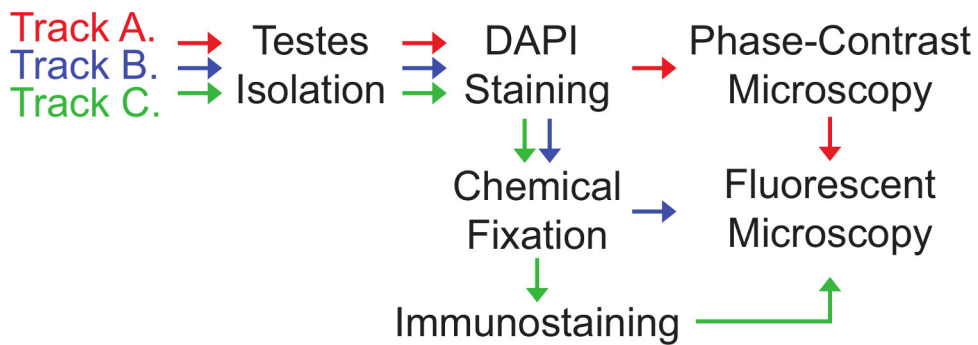 Track A.
Track B.
Track C.
Testes
Isolation
DAPI
Staining
Phase-Contrast
Microscopy
Chemical
Fixation
Fluorescent
Microscopy
Immunostaining